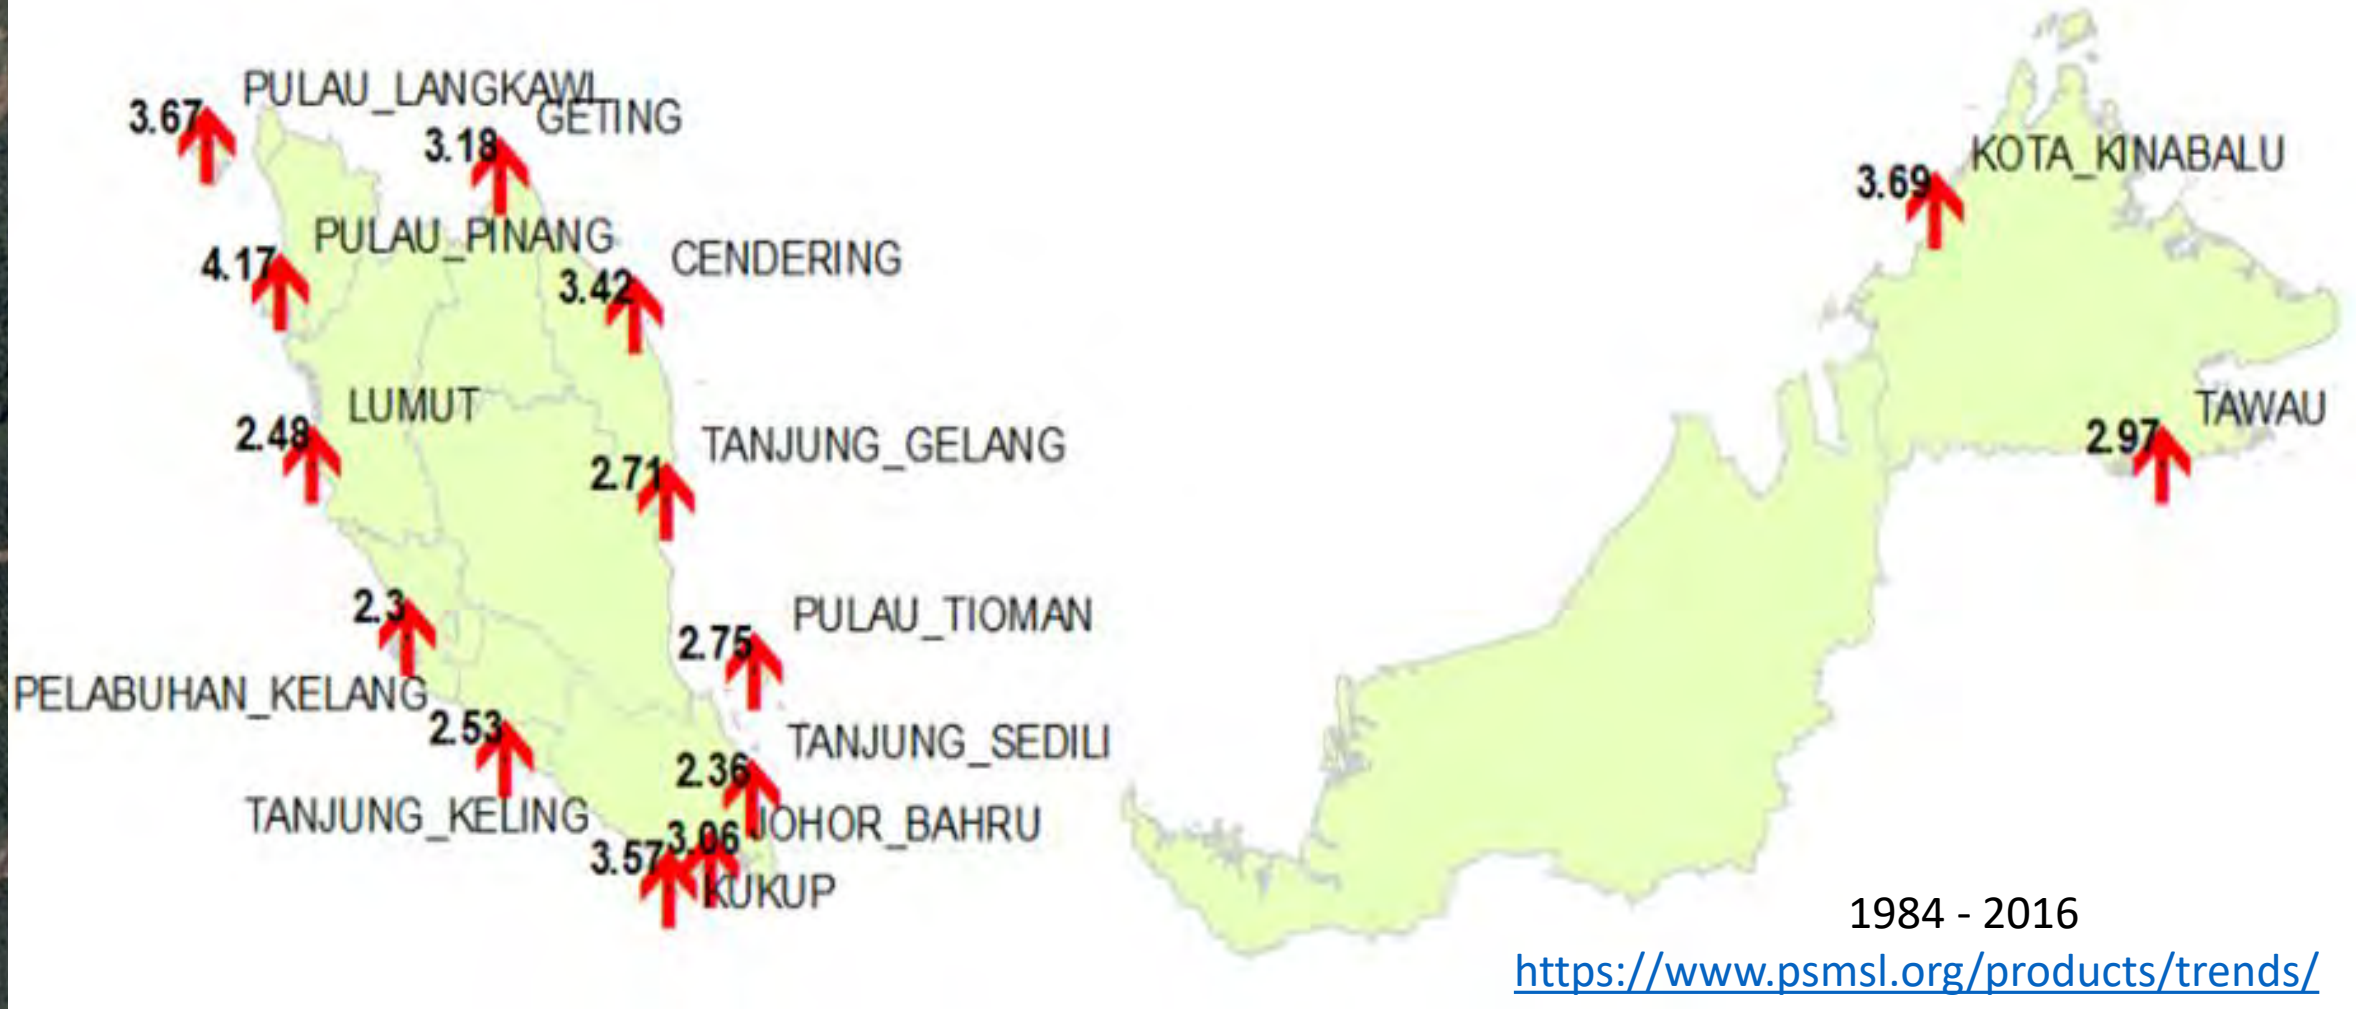 PULAU_LANGKAWI
3.67
GETING
3.18
PULAU_PINANG
4.17
CENDERING
3.42
LUMUT
2.48
TANJUNG_GELANG
2.71
PULAU_TIOMAN
2.75
2.3
PELABUHAN_KELANG
2.53
TANJUNG_SEDILI
2.36
TANJUNG_KELING
JOHOR_BAHRU
3.06
3.57
KUKUP
KOTA_KINABALU
3.69
TAWAU
2.97
1984 - 2016
https://www.psmsl.org/products/trends/